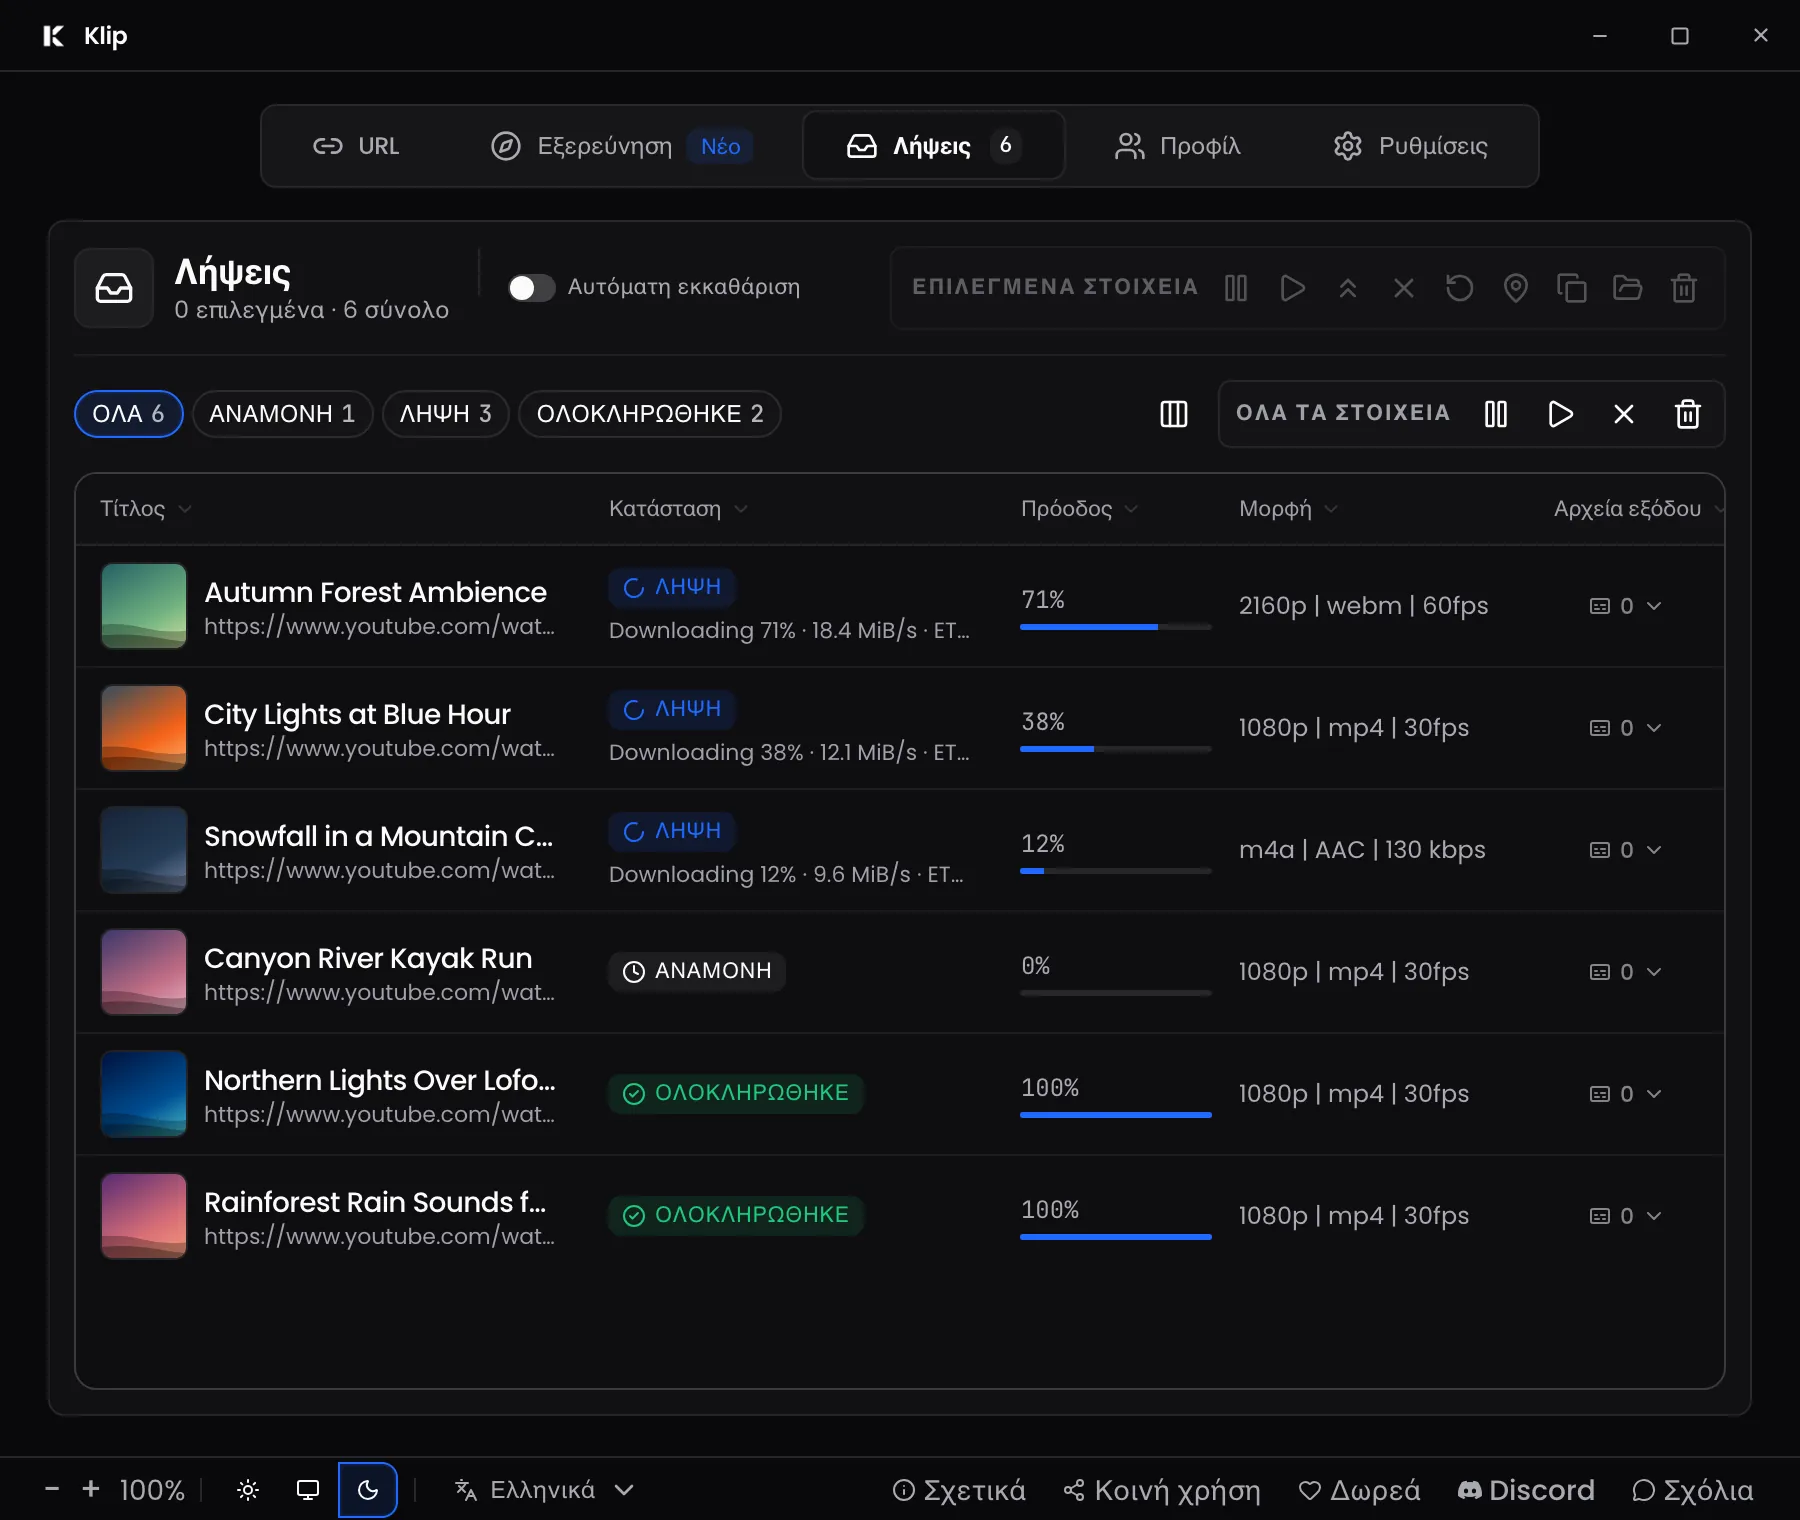 Klip
URL
Εξερεύνηση Νέο
Λήψεις 6
Προφίλ
Ρυθμίσεις
Λήψεις
0 επιλεγμένα · 6 σύνολο
Αυτόματη εκκαθάριση
ΕΠΙΛΕΓΜΕΝΑ ΣΤΟΙΧΕΙΑ
ΟΛΑ 6
ΑΝΑΜΟΝΗ 1
ΛΗΨΗ 3
ΟΛΟΚΛΗΡΩΘΗΚΕ 2
ΟΛΑ ΤΑ ΣΤΟΙΧΕΙΑ
Τίτλος Κατάσταση Πρόοδος Μορφή Αρχεία εξόδου
Autumn Forest Ambience
https://www.youtube.com/wat...
ΛΗΨΗ
Downloading 71% · 18.4 MiB/s · ET...
71%
2160p | webm | 60fps
0
City Lights at Blue Hour
https://www.youtube.com/wat...
ΛΗΨΗ
Downloading 38% · 12.1 MiB/s · ET...
38%
1080p | mp4 | 30fps
0
Snowfall in a Mountain C...
https://www.youtube.com/wat...
ΛΗΨΗ
Downloading 12% · 9.6 MiB/s · ET...
12%
m4a | AAC | 130 kbps
0
Canyon River Kayak Run
https://www.youtube.com/wat...
ΑΝΑΜΟΝΗ
0%
1080p | mp4 | 30fps
0
Northern Lights Over Lofo...
https://www.youtube.com/wat...
ΟΛΟΚΛΗΡΩΘΗΚΕ
100%
1080p | mp4 | 30fps
0
Rainforest Rain Sounds f...
https://www.youtube.com/wat...
ΟΛΟΚΛΗΡΩΘΗΚΕ
100%
1080p | mp4 | 30fps
0
100%
Ελληνικά
Σχετικά
Κοινή χρήση
Δωρεά
Discord
Σχόλια